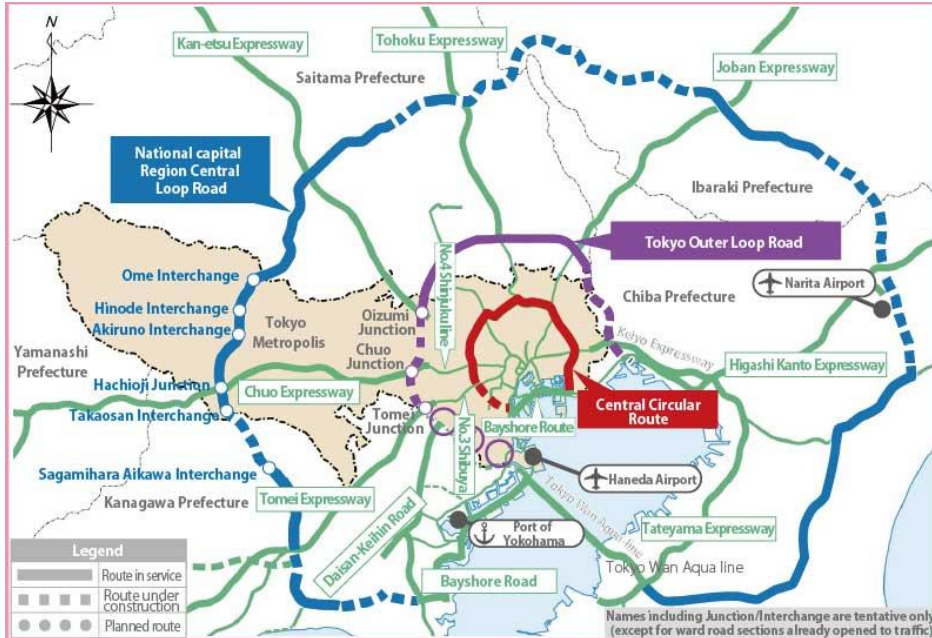 N
Kan-etsu Expressway
Tohoku Expressway
Joban Expressway
Saitama Prefecture
National capital
Region Central
Loop Road
Ibaraki Prefecture
Tokyo Outer Loop Road
Ome Interchange
No.4 Shinjuku line
Narita Airport
Chiba Prefecture
Hinode Interchange
Oizumi
Junction
Akiruno Interchange
Tokyo
Metropolis
Keiyo Expressway
Yamanashi
Prefecture
Chuo
Junction
Higashi Kanto Expressway
Hachioji Junction
Chuo Expressway
Central Circular
Route
Takaosan Interchange
Tomei
Junction
Bayshore Route
No.3 Shibuya
Sagamihara Aikawa Interchange
Haneda Airport
Kanagawa Prefecture
Tomei Expressway
Daisan-Keihin Road
Port of
Yokohama
Tokyo Wan Aqua line
Tateyama Expressway
Tokyo Wan Aqua line
Bayshore Road
Legend
Route in service
Route under
construction
Planned route
Names including Junction/Interchange are tentative only
(except for ward road sections already opened to traffic)